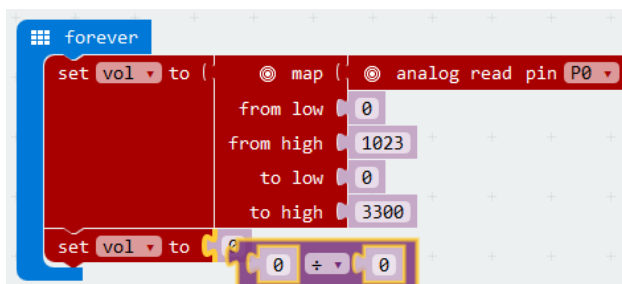 forever
set vol to map analog read pin P0
from low 0
from high 1023
to low 0
to high 3300
set vol to 0 ÷ 0